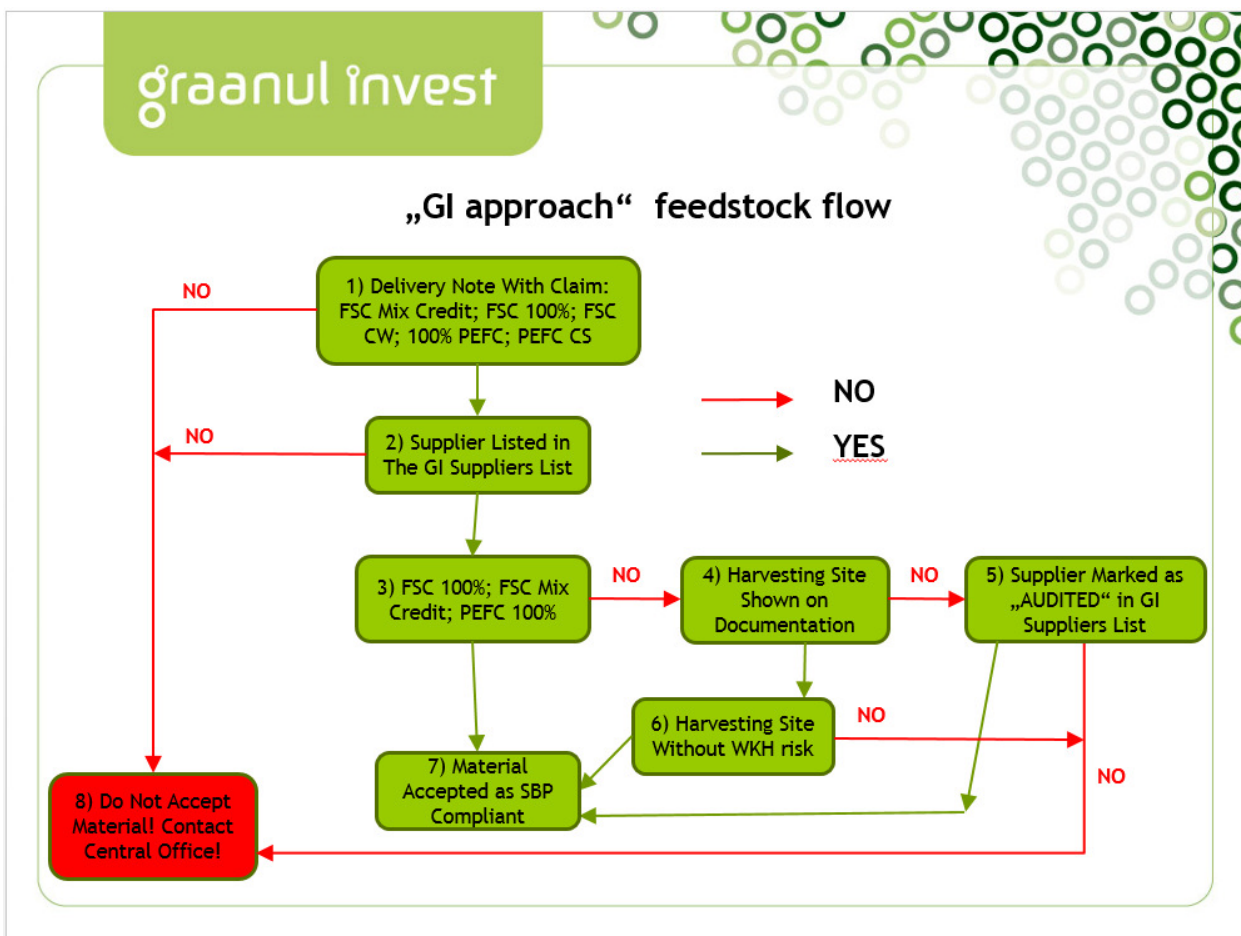 graanul invest
„GI approach“ feedstock flow
1) Delivery Note With Claim:
FSC Mix Credit; FSC 100%; FSC
CW; 100% PEFC; PEFC CS
NO
NO
YES
2) Supplier Listed in
The GI Suppliers List
NO
3) FSC 100%; FSC Mix
Credit; PEFC 100%
NO
4) Harvesting Site
Shown on
Documentation
NO
5) Supplier Marked as
„AUDITED“ in GI
Suppliers List
6) Harvesting Site
Without WKH risk
NO
NO
7) Material
Accepted as SBP
Compliant
8) Do Not Accept
Material! Contact
Central Office!